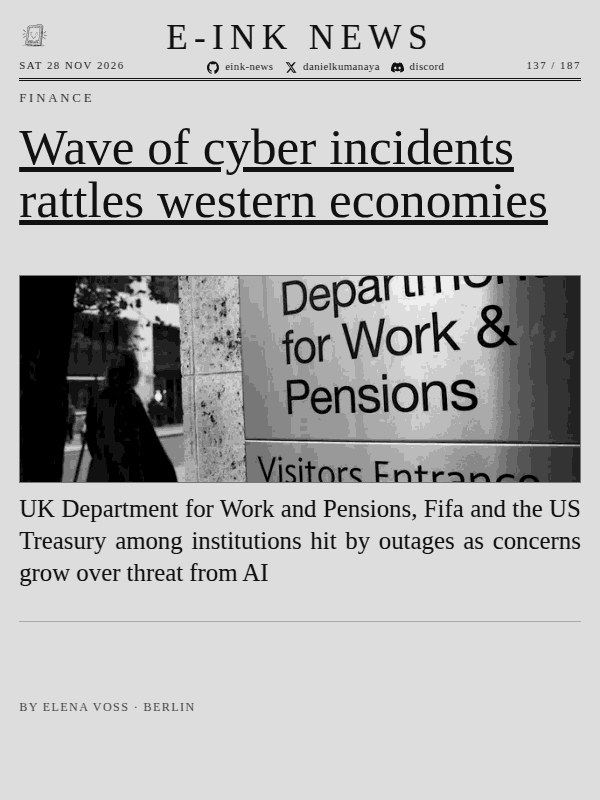 E-INK NEWS
SAT 28 NOV 2026
eink-news danielkumanaya discord
137 / 187
FINANCE
Wave of cyber incidents
rattles western economies
Department
for Work &
Pensions
Visitors Entrance
UK Department for Work and Pensions, Fifa and the US
Treasury among institutions hit by outages as concerns
grow over threat from AI
BY ELENA VOSS · BERLIN